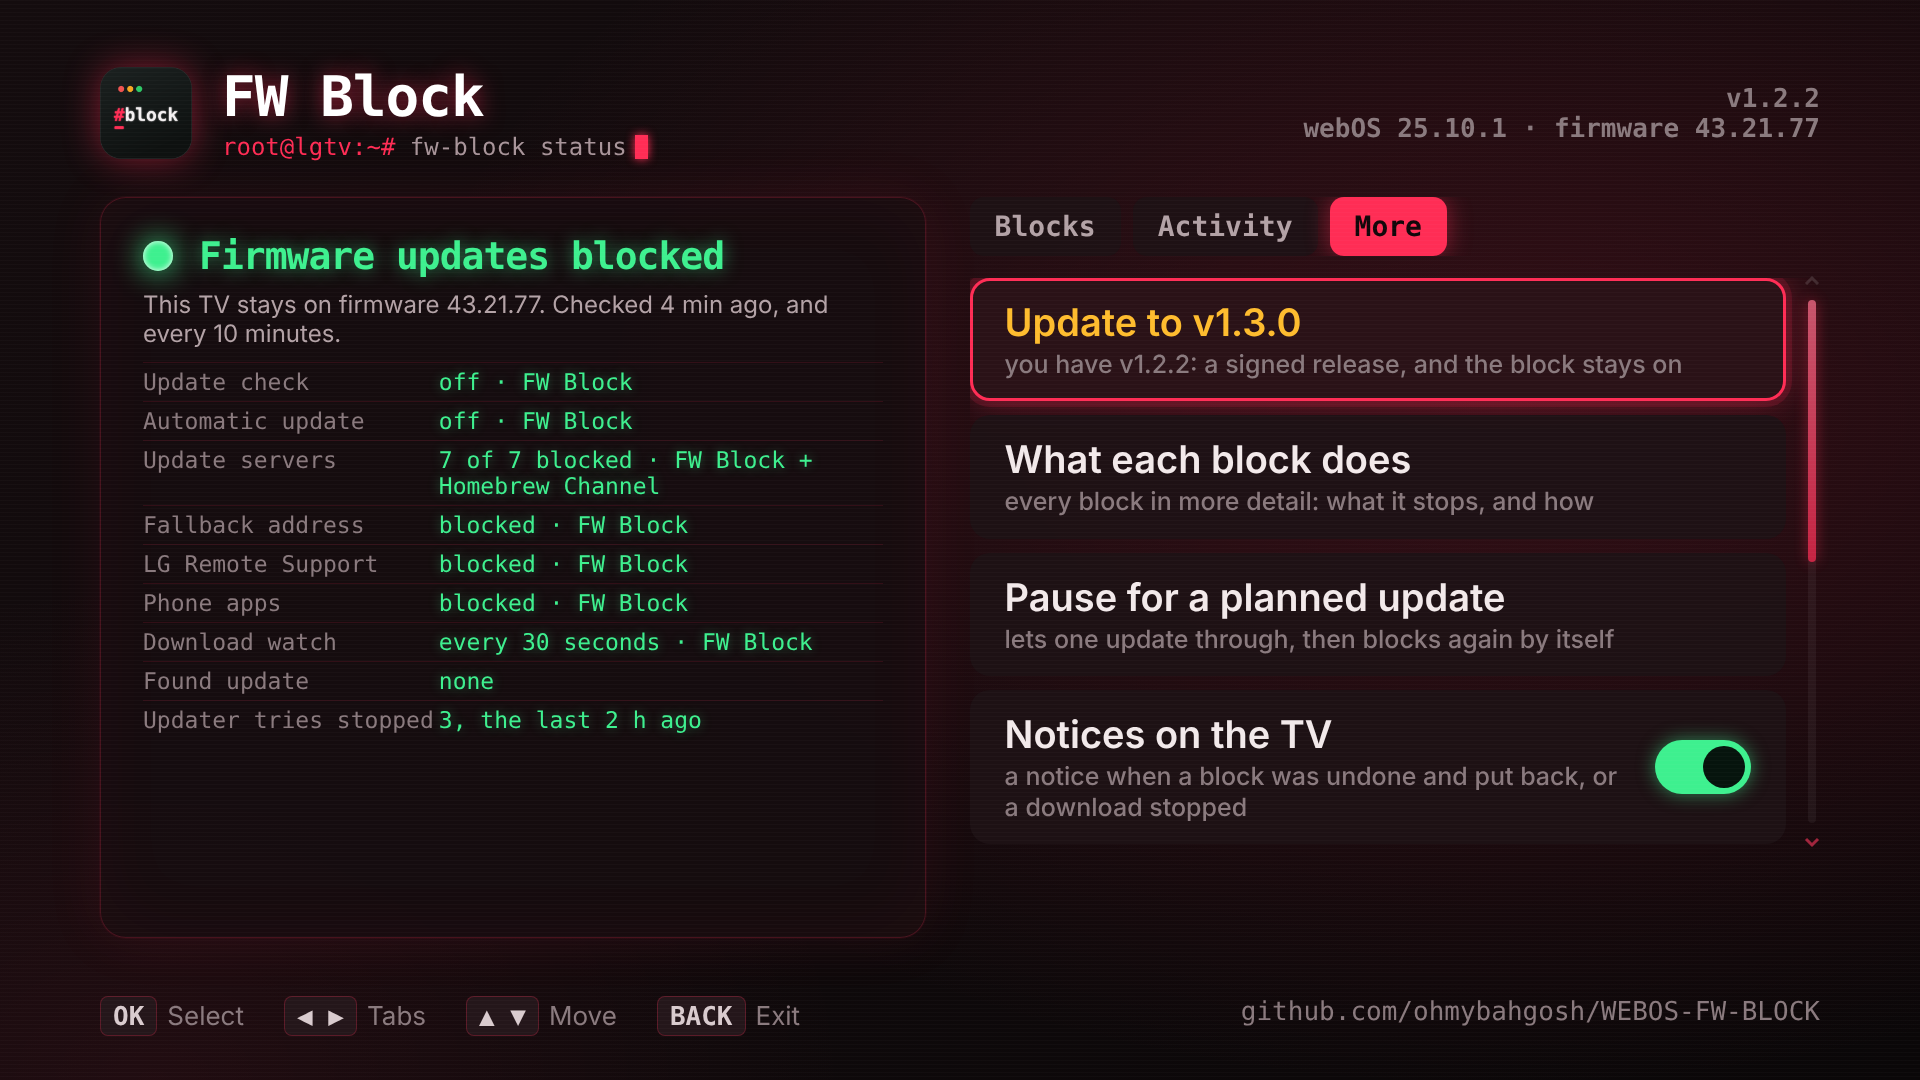 #block
FW Block
root@lgtv:~# fw-block status
v1.2.2
webOS 25.10.1 · firmware 43.21.77
Firmware updates blocked
This TV stays on firmware 43.21.77. Checked 4 min ago, and
every 10 minutes.
Update check off · FW Block
Automatic update off · FW Block
Update servers 7 of 7 blocked · FW Block +
Homebrew Channel
Fallback address blocked · FW Block
LG Remote Support blocked · FW Block
Phone apps blocked · FW Block
Download watch every 30 seconds · FW Block
Found update none
Updater tries stopped 3, the last 2 h ago
Blocks Activity More
Update to v1.3.0
you have v1.2.2: a signed release, and the block stays on
What each block does
every block in more detail: what it stops, and how
Pause for a planned update
lets one update through, then blocks again by itself
Notices on the TV
a notice when a block was undone and put back, or
a download stopped
OK Select ◀ ▶ Tabs ▲ ▼ Move BACK Exit
github.com/ohmybahgosh/WEBOS-FW-BLOCK